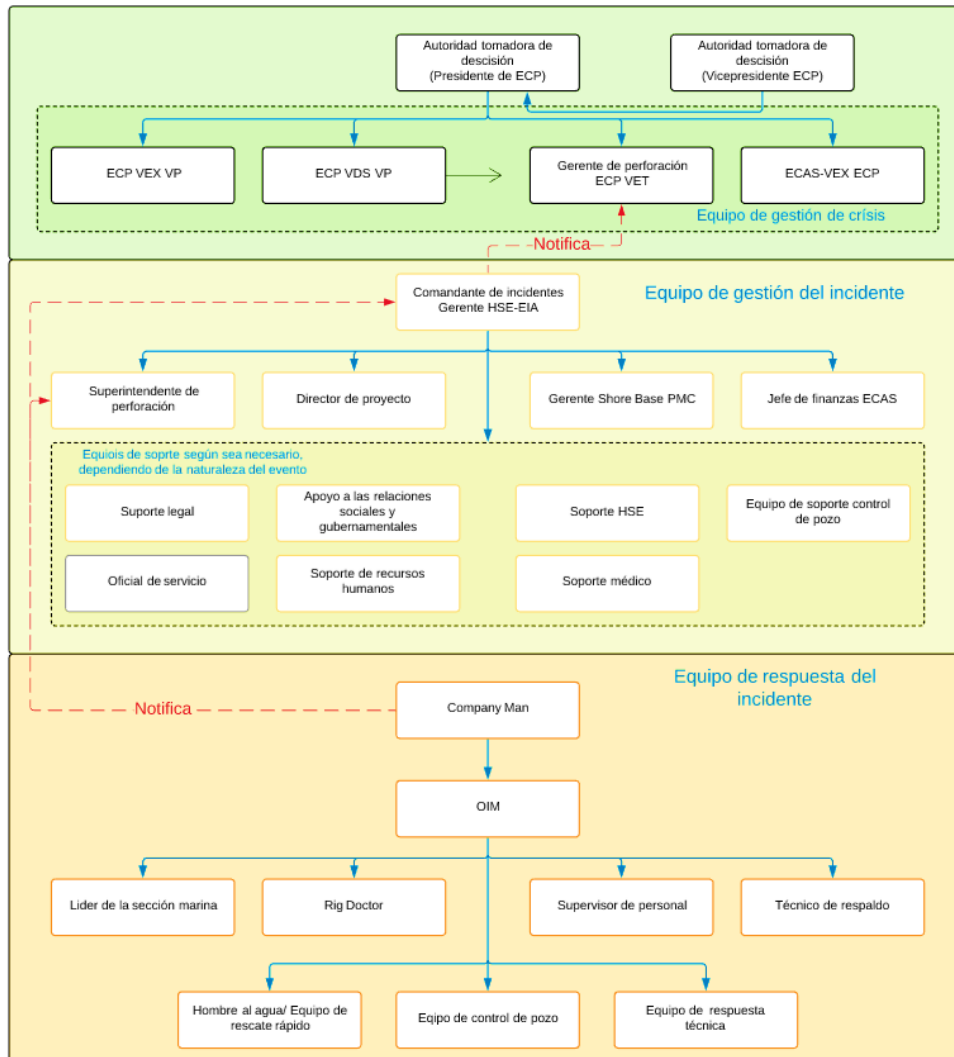 Autoridad tomadora de
descisión
(Presidente de ECP)
Autoridad tomadora de
descisión
(Vicepresidente ECP)
ECP VEX VP
ECP VDS VP
Gerente de perforación
ECP VET
ECAS-VEX ECP
Equipo de gestión de crísis
Notifica
Comandante de incidentes
Gerente HSE-EIA
Equipo de gestión del incidente
Superintendente de
perforación
Director de proyecto
Gerente Shore Base PMC
Jefe de finanzas ECAS
Equiois de soprte según sea necesario,
dependiendo de la naturaleza del evento
Suporte legal
Apoyo a las relaciones
sociales y
gubernamentales
Soporte HSE
Equipo de soporte control
de pozo
Oficial de servicio
Soporte de recursos
humanos
Soporte médico
Equipo de respuesta del
incidente
Notifica
Company Man
OIM
Lider de la sección marina
Rig Doctor
Supervisor de personal
Técnico de respaldo
Hombre al agua/ Equipo de
rescate rápido
Eqipo de control de pozo
Equipo de respuesta
técnica